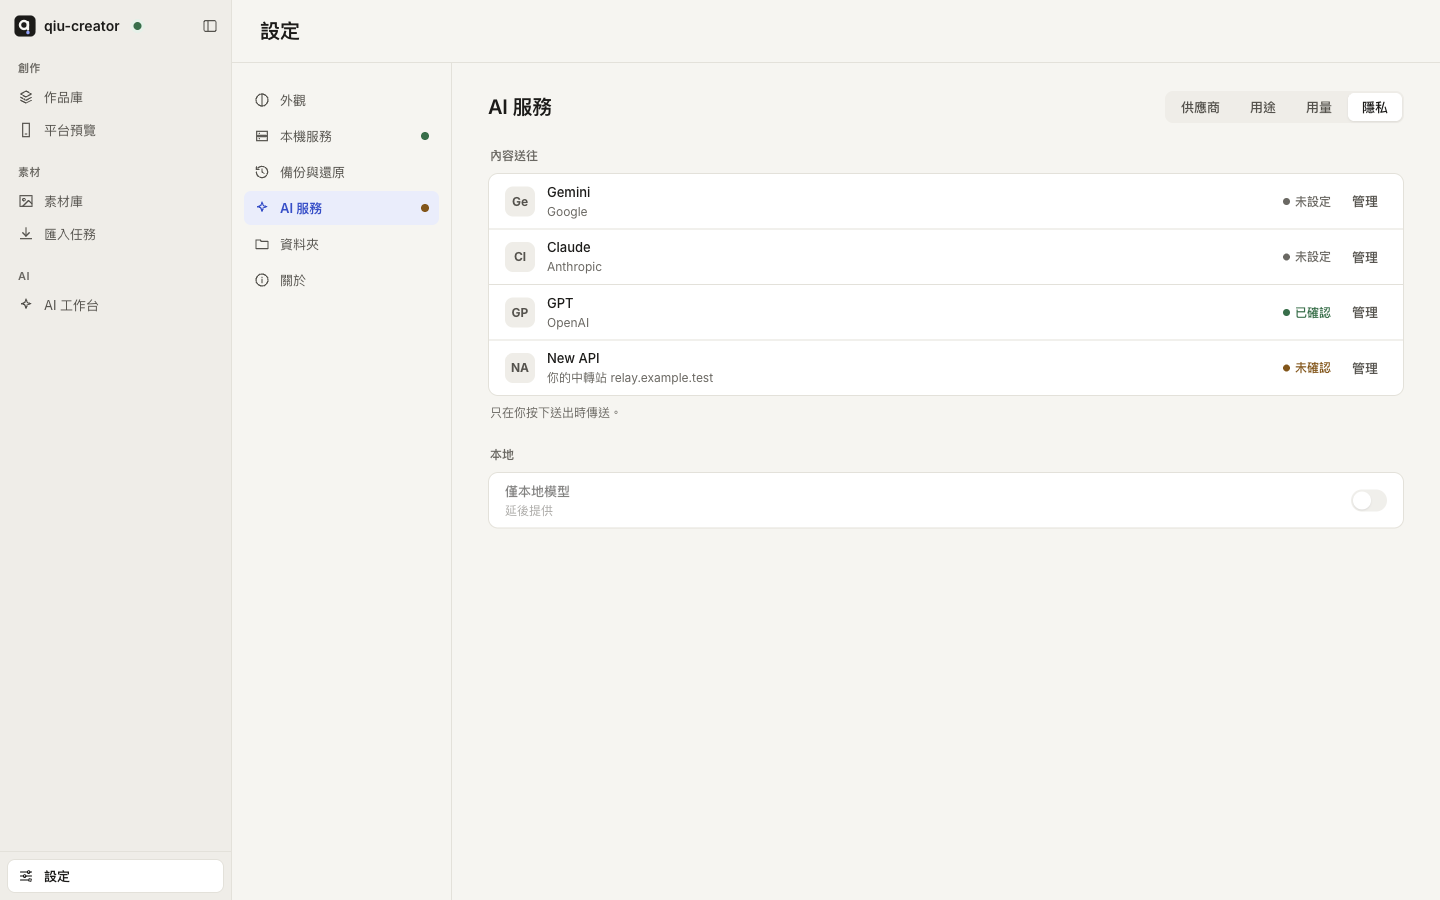 qiu-creator
創作
作品庫
平台預覽
素材
素材庫
匯入任務
AI
AI 工作台
設定
設定
外觀
本機服務
備份與還原
AI 服務
資料夾
關於
AI 服務
供應商 用途 用量 隱私
內容送往
Ge Gemini 未設定 管理
Google
Cl Claude 未設定 管理
Anthropic
GP GPT 已確認 管理
OpenAI
NA New API 未確認 管理
你的中轉站 relay.example.test
只在你按下送出時傳送。
本地
僅本地模型
延後提供